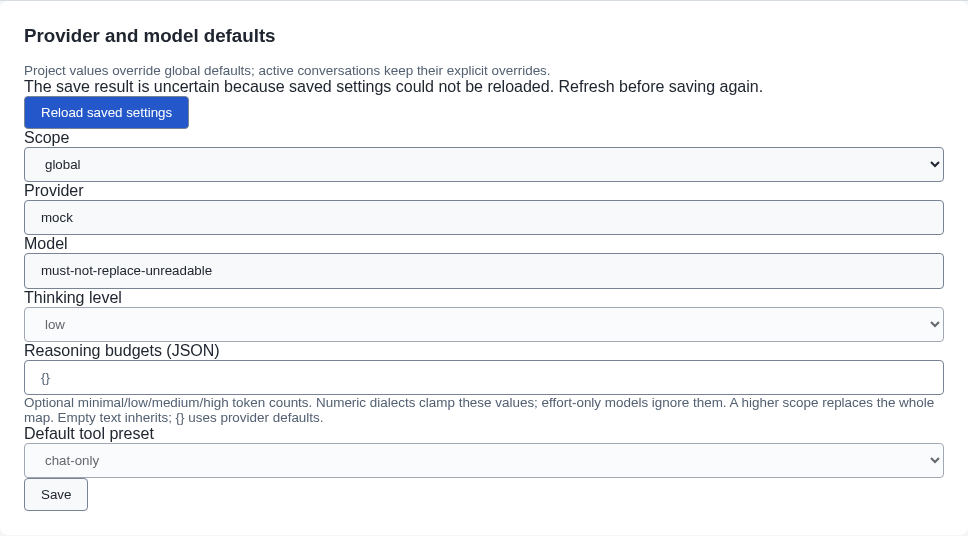 Provider and model defaults
Project values override global defaults; active conversations keep their explicit overrides.
The save result is uncertain because saved settings could not be reloaded. Refresh before saving again.
Reload saved settings
Scope
global
Provider
mock
Model
must-not-replace-unreadable
Thinking level
low
Reasoning budgets (JSON)
{}
Optional minimal/low/medium/high token counts. Numeric dialects clamp these values; effort-only models ignore them. A higher scope replaces the whole
map. Empty text inherits; {} uses provider defaults.
Default tool preset
chat-only
Save